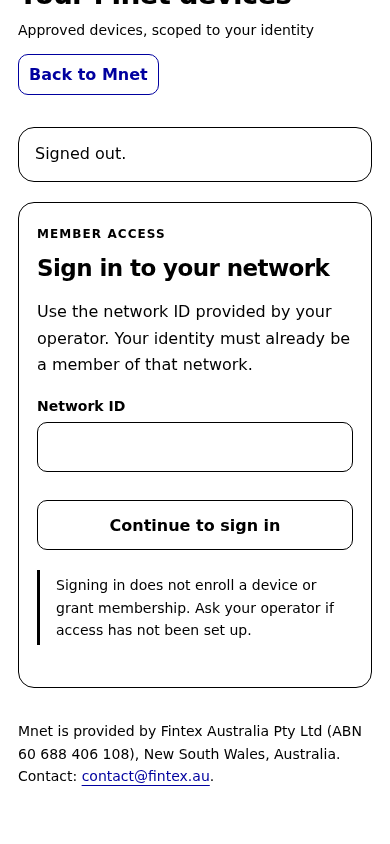 Your Mnet devices
Approved devices, scoped to your identity
Back to Mnet
Signed out.
MEMBER ACCESS
Sign in to your network
Use the network ID provided by your
operator. Your identity must already be
a member of that network.
Network ID
Continue to sign in
Signing in does not enroll a device or
grant membership. Ask your operator if
access has not been set up.
Mnet is provided by Fintex Australia Pty Ltd (ABN
60 688 406 108), New South Wales, Australia.
Contact: contact@fintex.au.